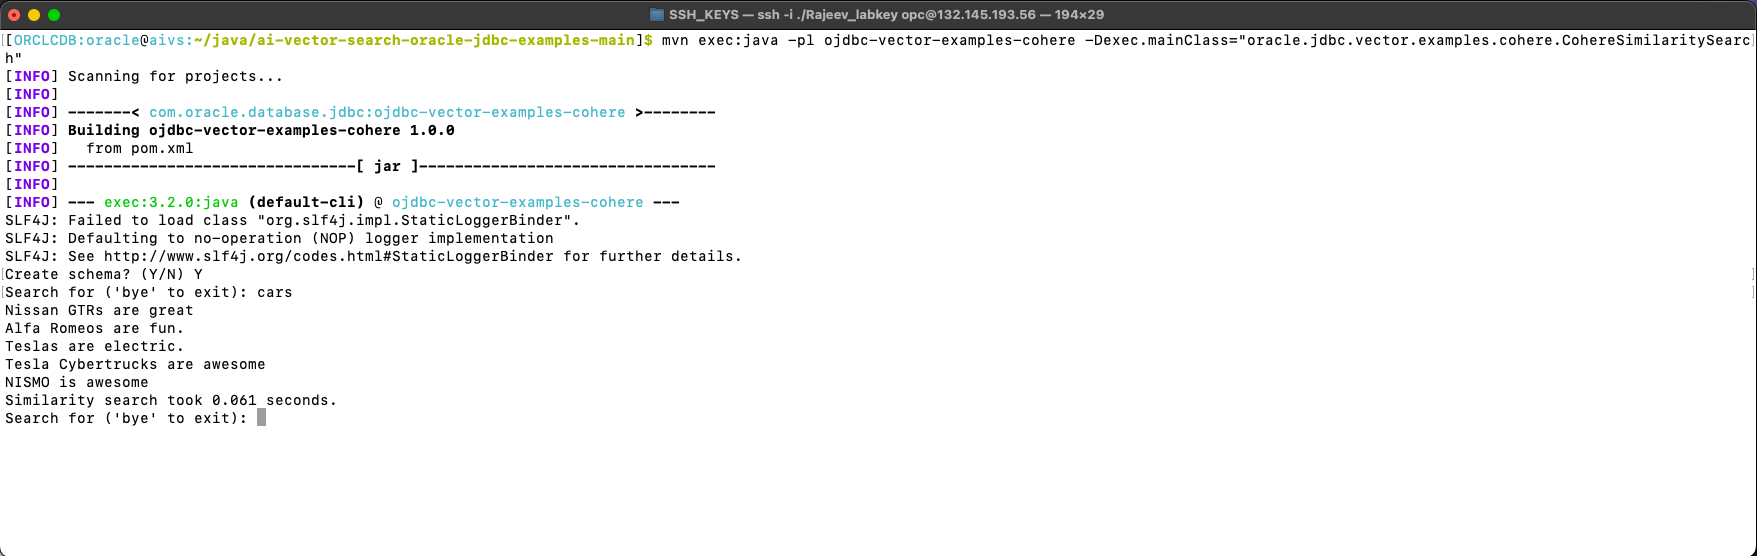 SSH_KEYS — ssh -i ./Rajeev_labkey opc@132.145.193.56 — 194×29
[ORCLCDB:oracle@aivs:~/java/ai-vector-search-oracle-jdbc-examples-main]$ mvn exec:java -pl ojdbc-vector-examples-cohere -Dexec.mainClass="oracle.jdbc.vector.examples.cohere.CohereSimilaritySearc
h"
[INFO] Scanning for projects...
[INFO]
[INFO] -------< com.oracle.database.jdbc:ojdbc-vector-examples-cohere >--------
[INFO] Building ojdbc-vector-examples-cohere 1.0.0
[INFO]   from pom.xml
[INFO] --------------------------------[ jar ]---------------------------------
[INFO]
[INFO] --- exec:3.2.0:java (default-cli) @ ojdbc-vector-examples-cohere ---
SLF4J: Failed to load class "org.slf4j.impl.StaticLoggerBinder".
SLF4J: Defaulting to no-operation (NOP) logger implementation
SLF4J: See http://www.slf4j.org/codes.html#StaticLoggerBinder for further details.
Create schema? (Y/N) Y
Search for ('bye' to exit): cars
Nissan GTRs are great
Alfa Romeos are fun.
Teslas are electric.
Tesla Cybertrucks are awesome
NISMO is awesome
Similarity search took 0.061 seconds.
Search for ('bye' to exit):